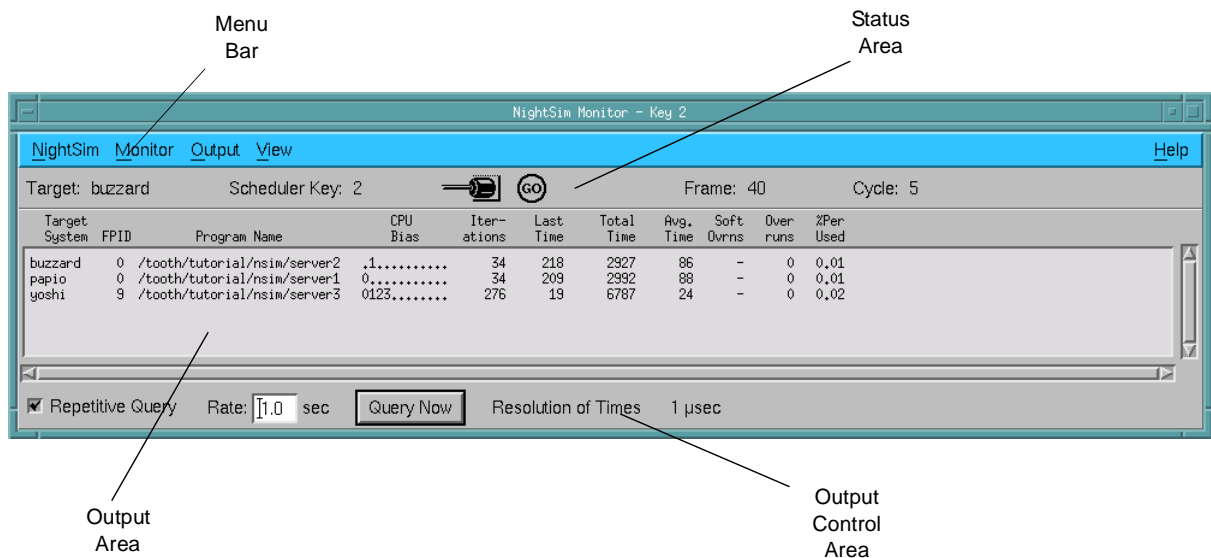 Menu
Bar
Status
Area
NightSim Monitor - Key 2
NightSim Monitor Output View Help
Target: buzzard Scheduler Key: 2 GO Frame: 40 Cycle: 5
Target CPU Iter- Last Total Avg. Soft Over %Per
System FPID Program Name Bias ations Time Time Time Ovrns runs Used
buzzard 0 /tooth/tutorial/nsim/server2 .1.......... 34 218 2927 86 - 0 0.01
papio 0 /tooth/tutorial/nsim/server1 0........... 34 209 2992 88 - 0 0.01
yoshi 9 /tooth/tutorial/nsim/server3 0123........ 276 19 6787 24 - 0 0.02
Repetitive Query Rate: 1.0 sec Query Now Resolution of Times 1 µsec
Output
Area
Output
Control
Area